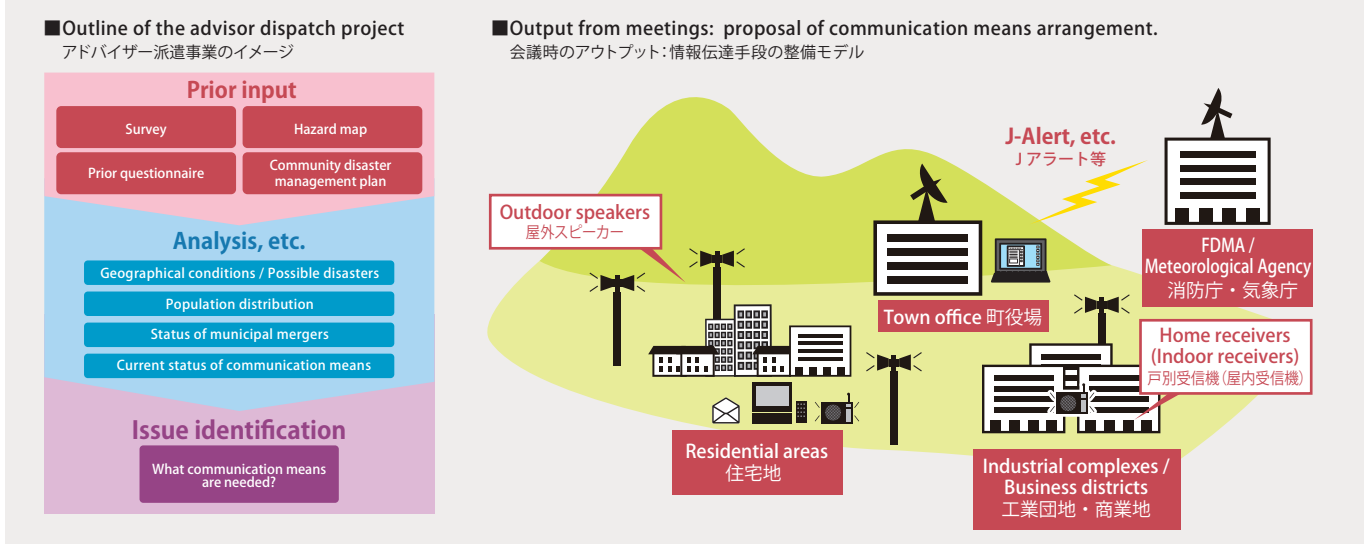 ■Outline of the advisor dispatch project
アドバイザー派遣事業のイメージ
Prior input
Survey
Hazard map
Prior questionnaire
Community disaster
management plan
Analysis, etc.
Geographical conditions / Possible disasters
Population distribution
Status of municipal mergers
Current status of communication means
Issue identification
What communication means
are needed?
■Output from meetings: proposal of communication means arrangement.
会議時のアウトプット：情報伝達手段の整備モデル
J-Alert, etc.
Jアラート等
Outdoor speakers
屋外スピーカー
FDMA /
Meteorological Agency
消防庁・気象庁
Town office 町役場
Home receivers
(Indoor receivers)
戸別受信機（屋内受信機）
Residential areas
住宅地
Industrial complexes /
Business districts
工業団地・商業地